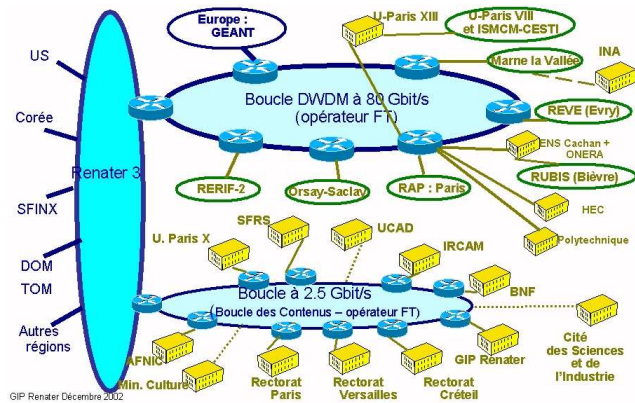 Europe :
GEANT
U-Paris XIII
U-Paris VIII
et ISMCM-CESTI
US
Marne la Vallée
INA
Boucle DWDM à 80 Gbit/s
(opérateur FT)
REVE (Evry)
Corée
Renater 3
ENS Cachan +
ONERA
RUBIS (Bièvre)
RERIF-2
Orsay-Saclay
RAP : Paris
SFINX
HEC
Polytechnique
U. Paris X
SFRS
UCAD
IRCAM
DOM
TOM
BNF
Boucle à 2.5 Gbit/s
(Boucle des Contenus – opérateur FT)
Autres
régions
Cité
des Sciences
et de
l'Industrie
AFNIC
Min. Culture
Rectorat
Paris
Rectorat
Versailles
Rectorat
Créteil
GIP Renater
GIP Renater Décembre 2002